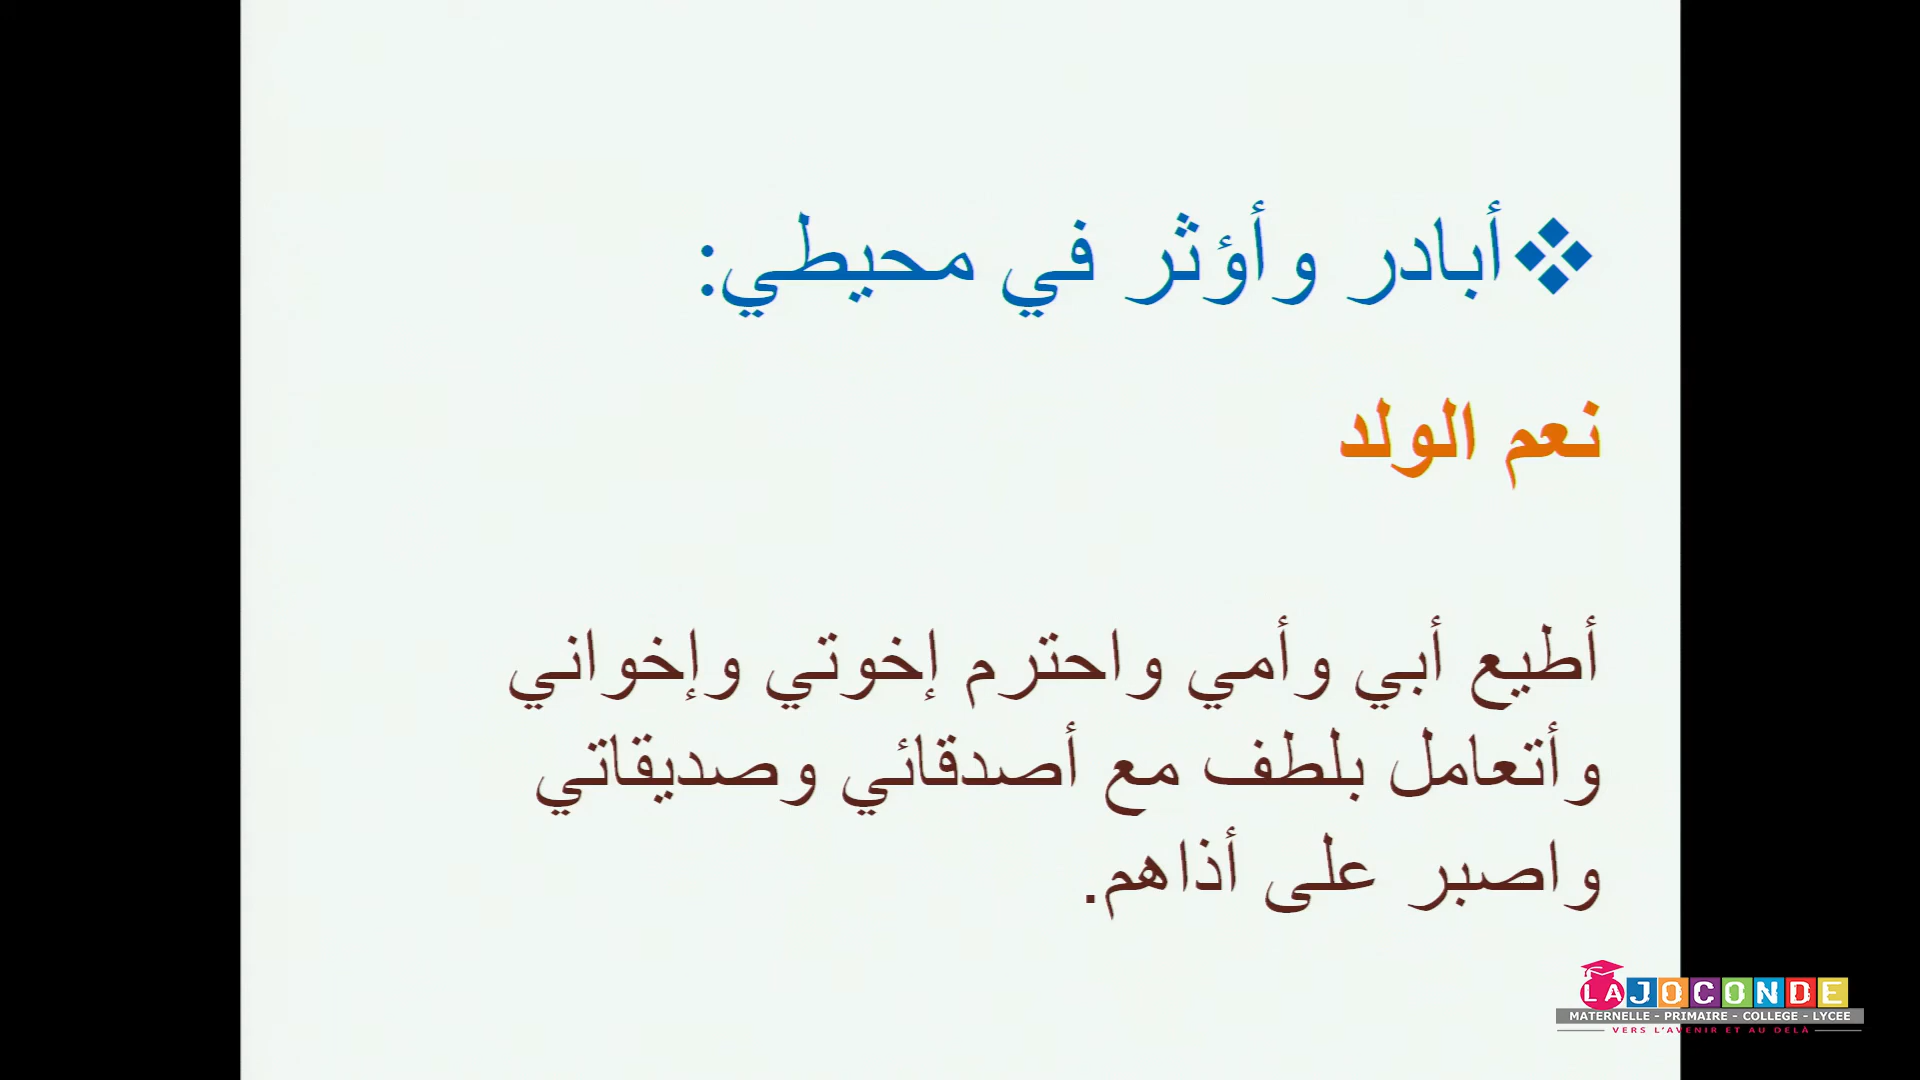 ❖أبادر وأؤثر في محيطي:
نعم الولد
أطيع أبي وأمي واحترم إخوتي وإخواني
وأتعامل بلطف مع أصدقائي وصديقاتي
واصبر على أذاهم.
LAJOCONDE
MATERNELLE - PRIMAIRE - COLLEGE - LYCEE
VERS L'AVENIR ET AU DELÀ